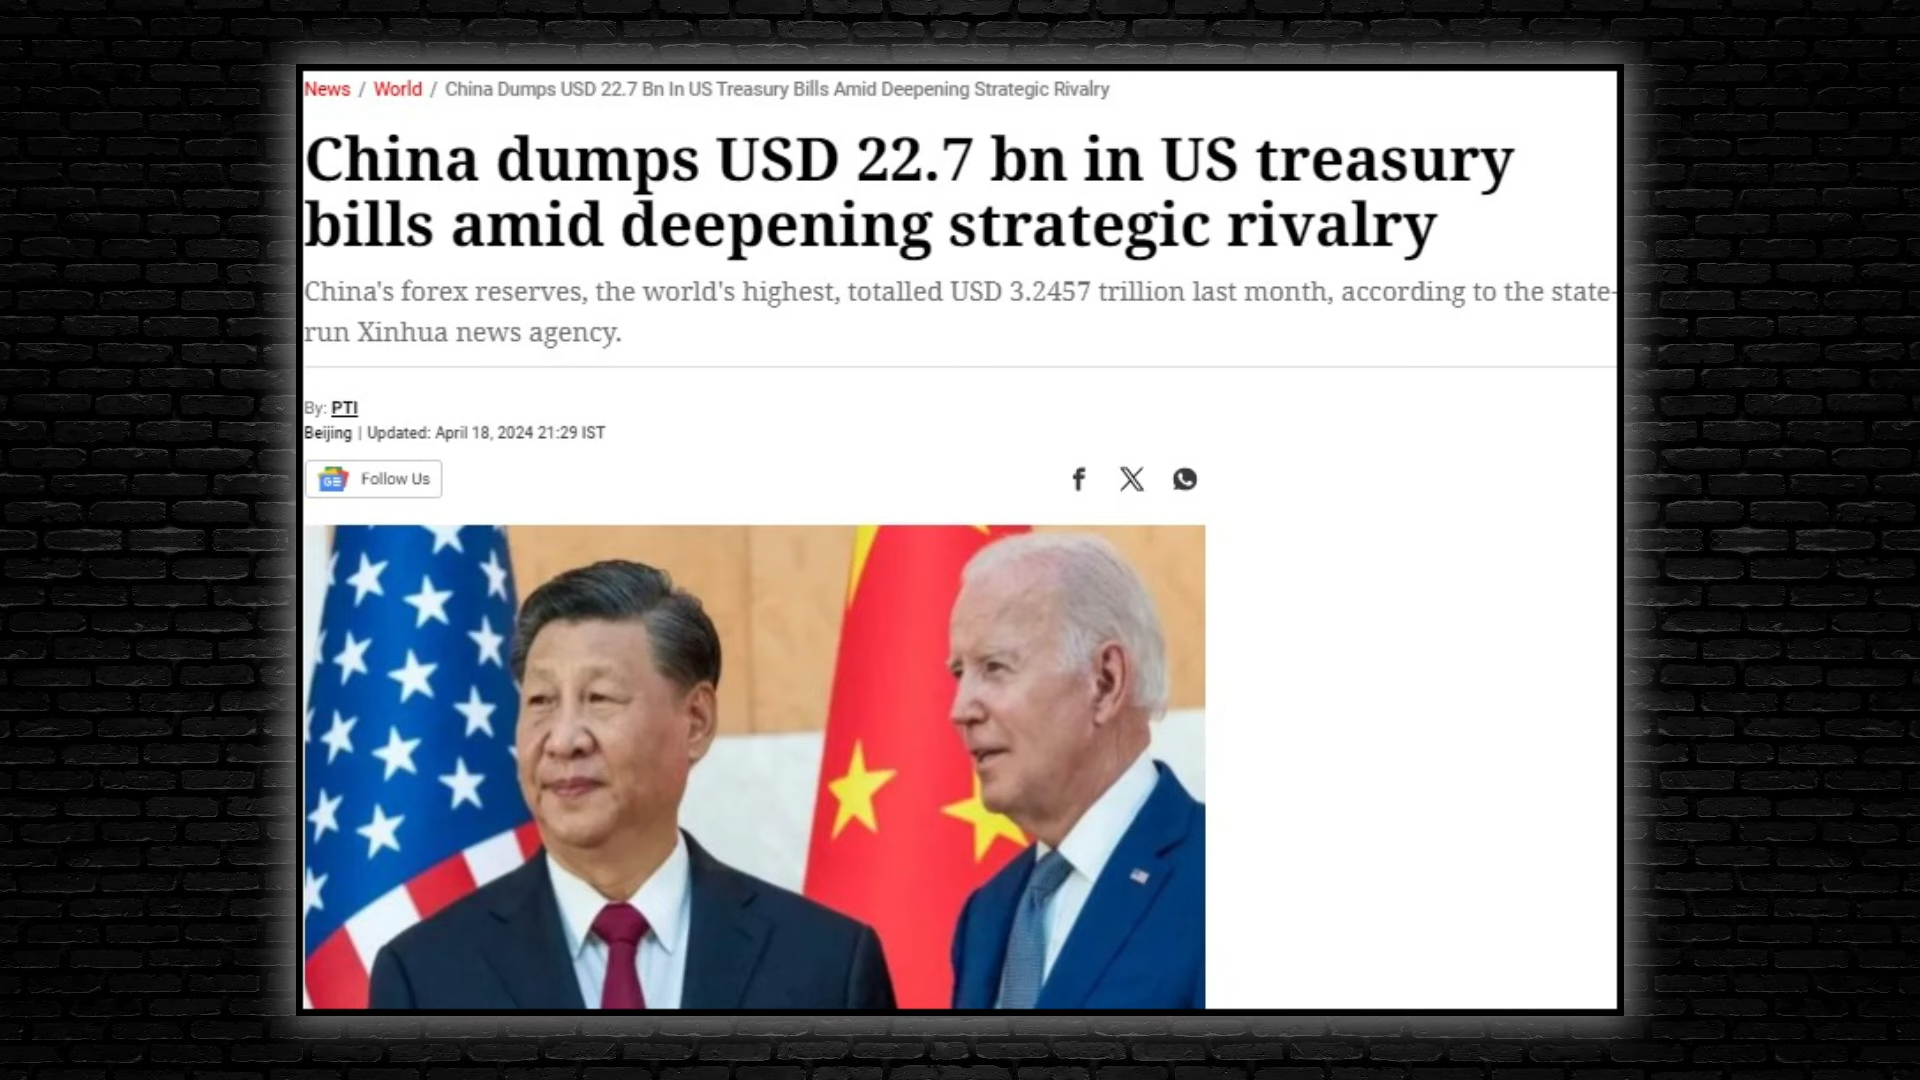 News / World / China Dumps USD 22.7 Bn In US Treasury Bills Amid Deepening Strategic Rivalry
China dumps USD 22.7 bn in US treasury
bills amid deepening strategic rivalry
China's forex reserves, the world's highest, totalled USD 3.2457 trillion last month, according to the state-
run Xinhua news agency.
By: PTI
Beijing | Updated: April 18, 2024 21:29 IST
GE Follow Us